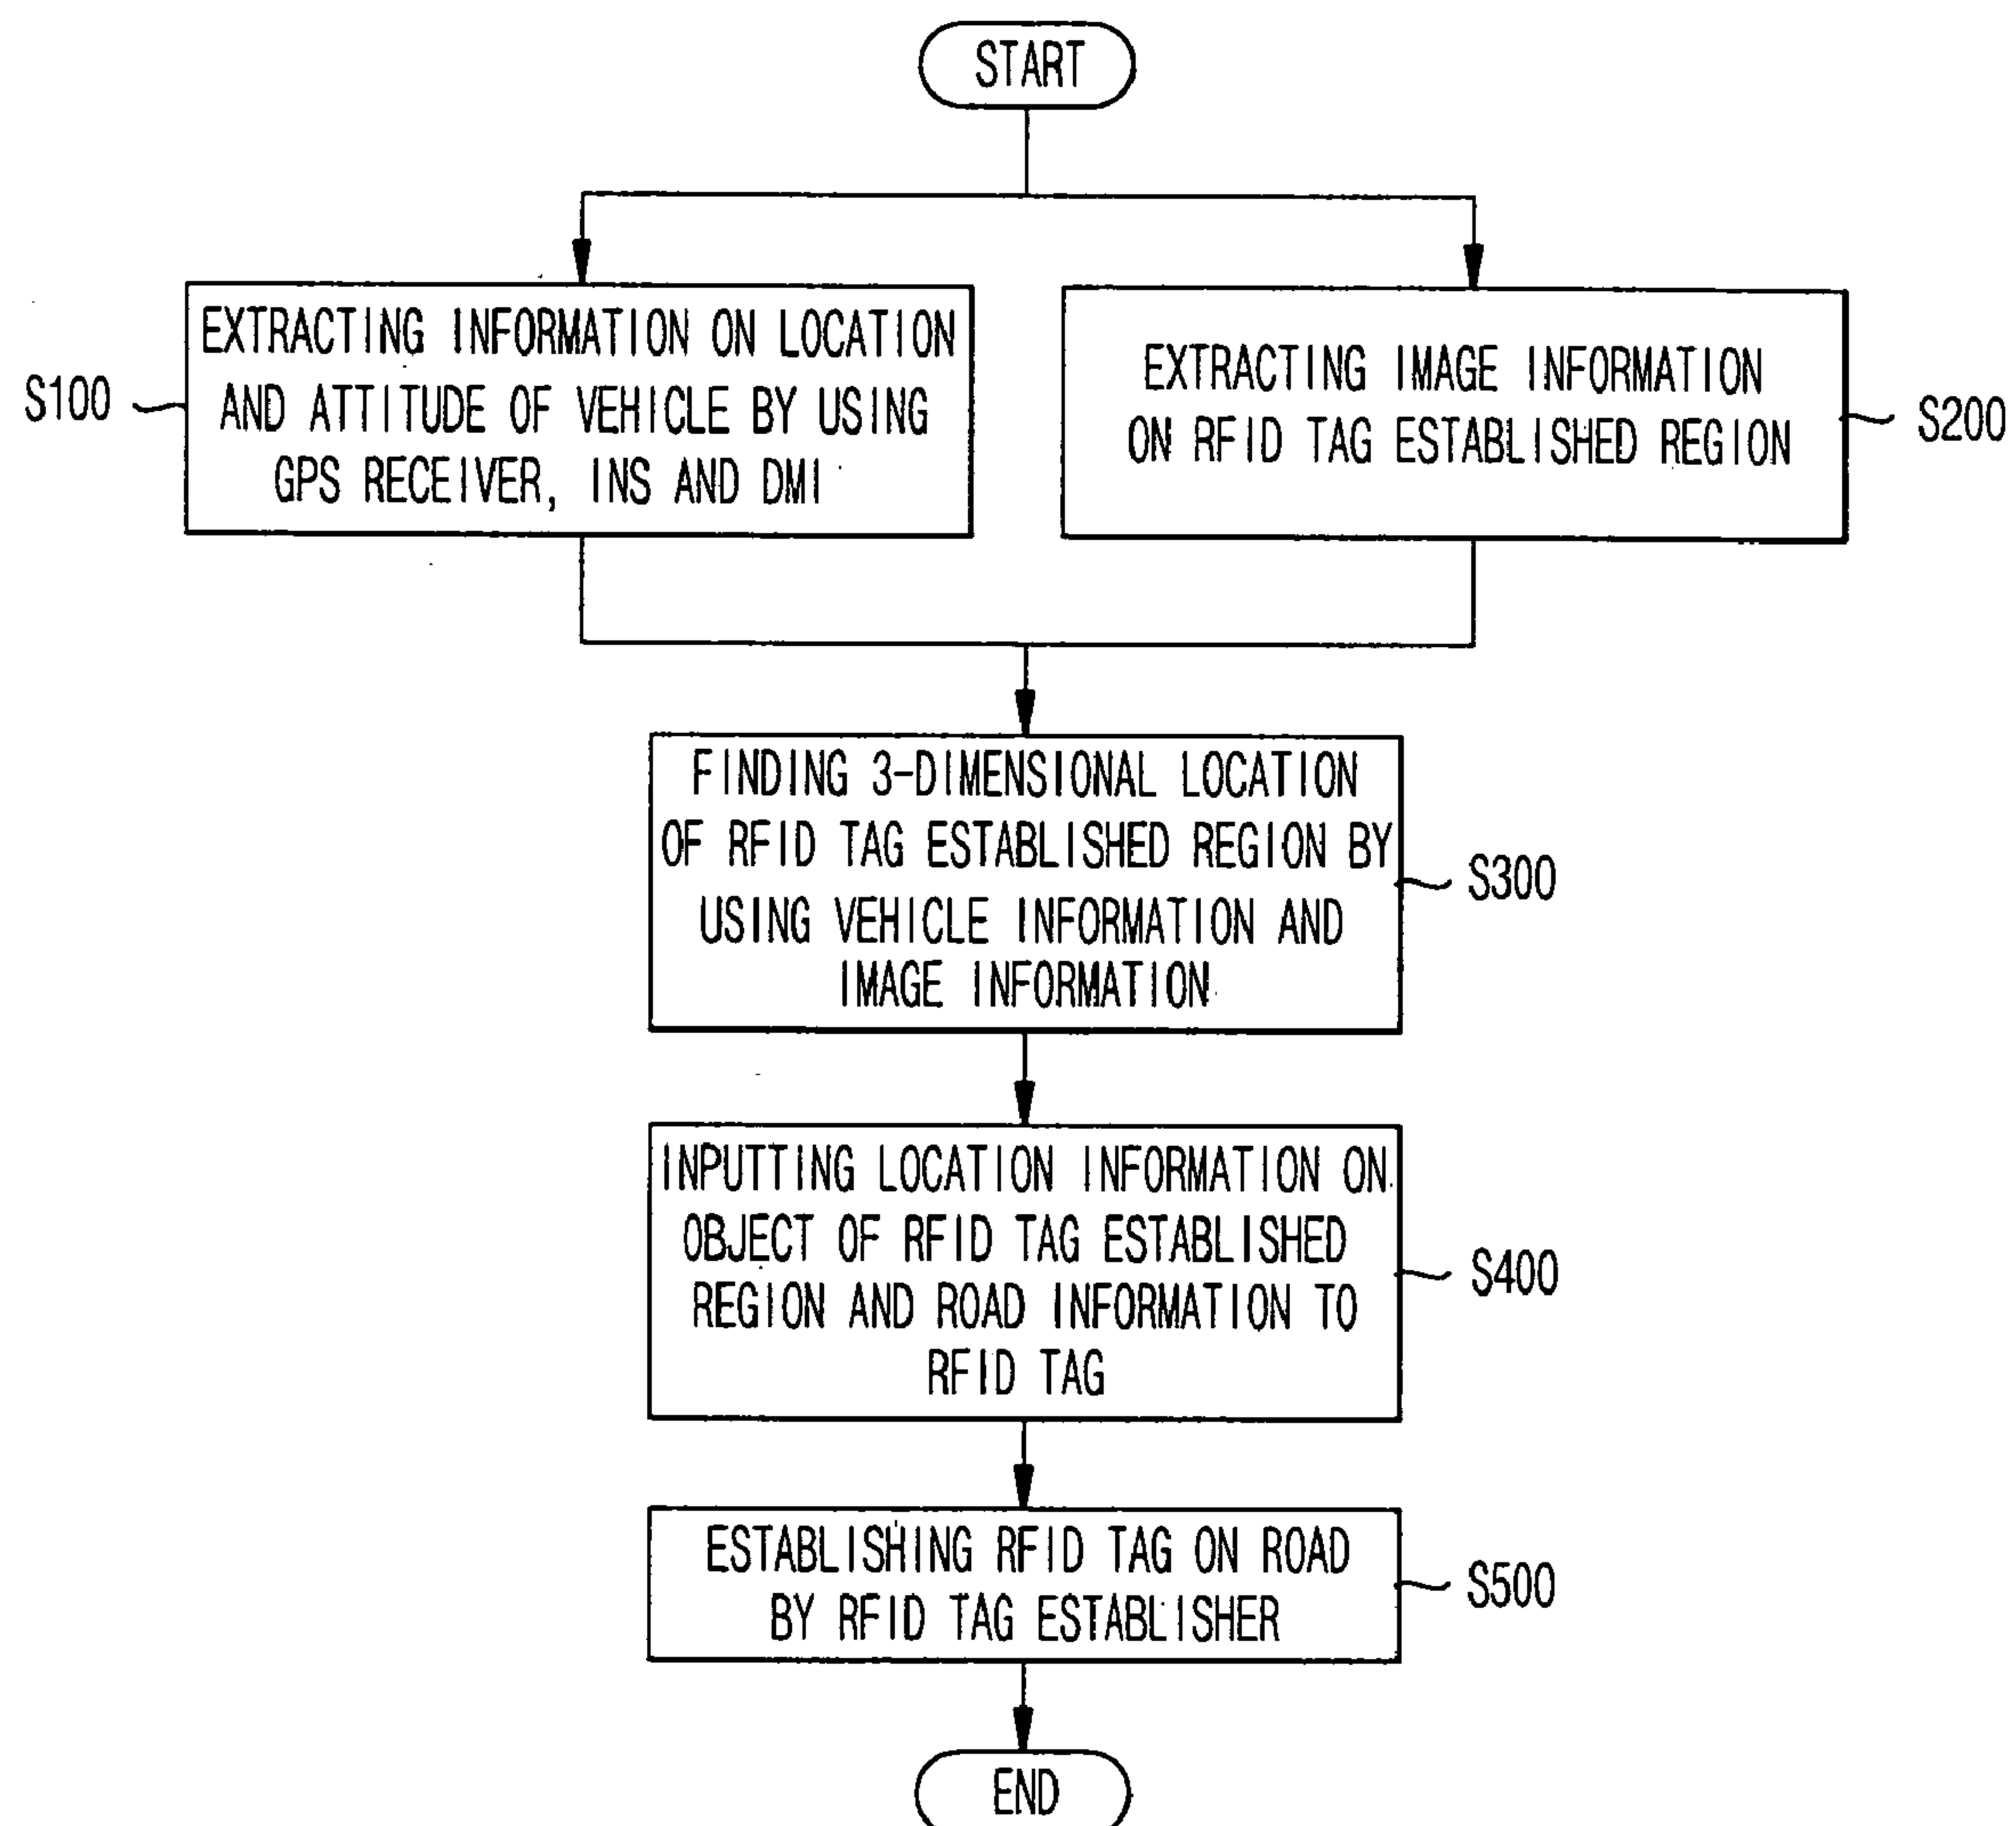 START
S100
EXTRACTING INFORMATION ON LOCATION
AND ATTITUDE OF VEHICLE BY USING
GPS RECEIVER, INS AND DMI
EXTRACTING IMAGE INFORMATION
ON RFID TAG ESTABLISHED REGION
S200
FINDING 3-DIMENSIONAL LOCATION
OF RFID TAG ESTABLISHED REGION BY
USING VEHICLE INFORMATION AND
IMAGE INFORMATION
S300
INPUTTING LOCATION INFORMATION ON
OBJECT OF RFID TAG ESTABLISHED
REGION AND ROAD INFORMATION TO
RFID TAG
S400
ESTABLISHING RFID TAG ON ROAD
BY RFID TAG ESTABLISHER
S500
END